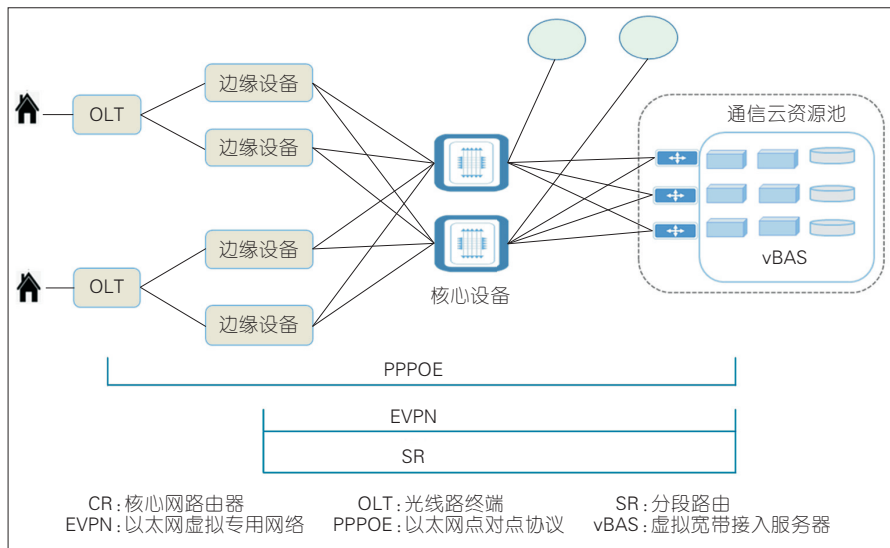 边缘设备
OLT
边缘设备
通信云资源池
边缘设备
OLT
边缘设备
核心设备
vBAS
PPPOE
EVPN
SR
CR:核心网路由器 OLT:光线路终端 SR:分段路由
EVPN:以太网虚拟专用网络 PPPOE:以太网点对点协议 vBAS:虚拟宽带接入服务器